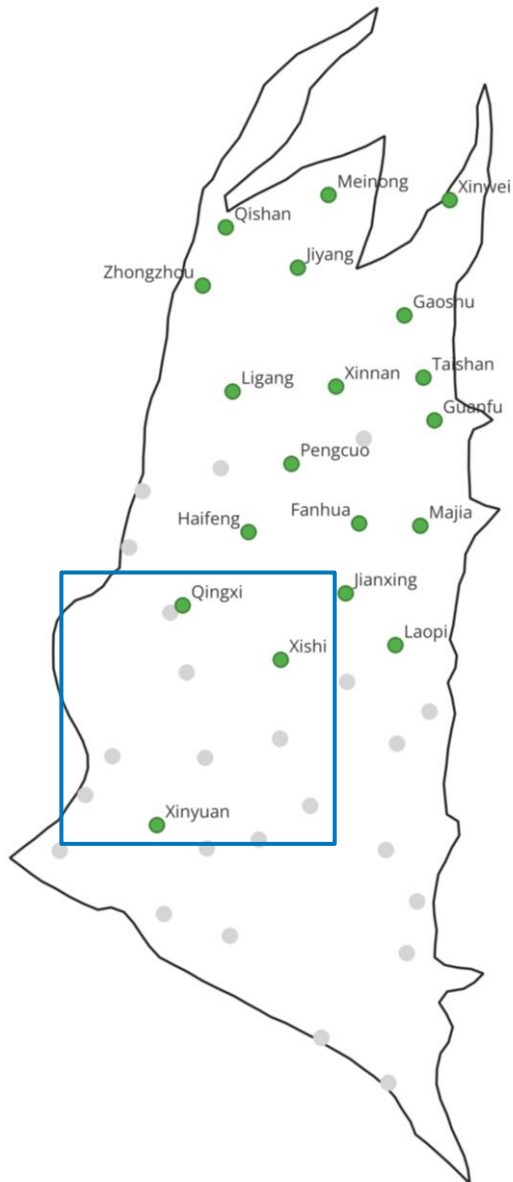 Meinong
Xinwei
Qishan
Jiyang
Zhongzhou
Gaoshu
Taishan
Xinnan
Ligang
Guanfu
Pengcuo
Fanhua
Majia
Haifeng
Jianxing
Qingxi
Laopi
Xishi
Xinyuan